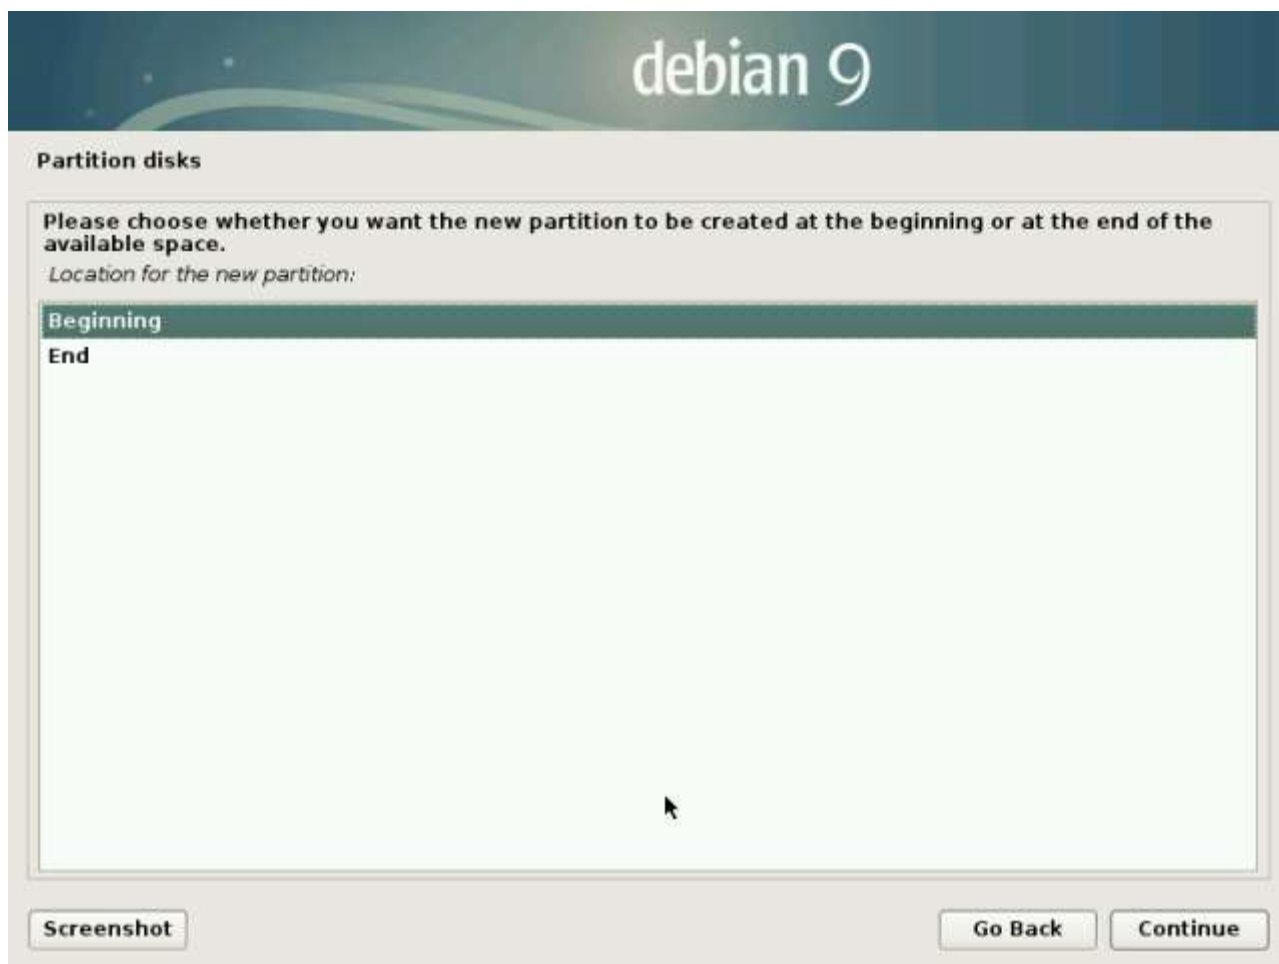 debian 9
Partition disks
Please choose whether you want the new partition to be created at the beginning or at the end of the
available space.
Location for the new partition:
Beginning
End
Screenshot
Go Back
Continue